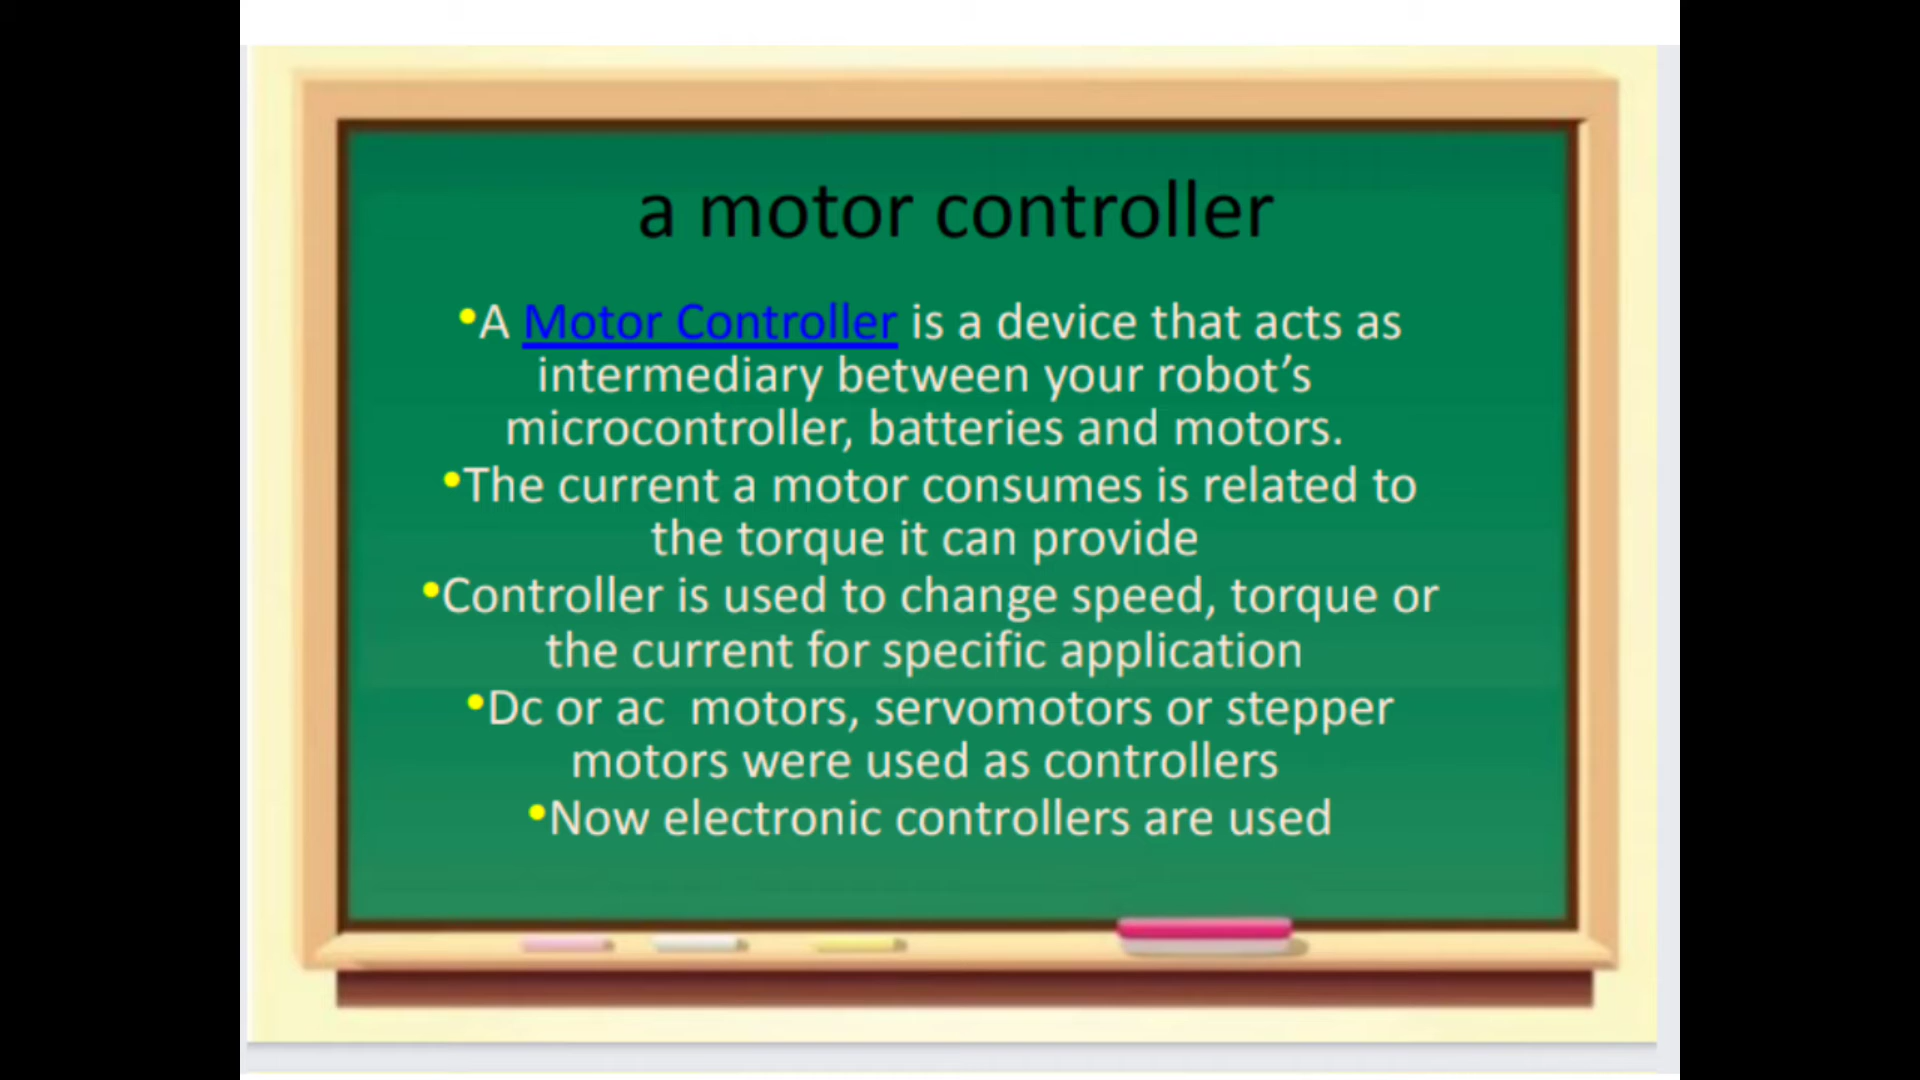 a motor controller
•A Motor Controller is a device that acts as
intermediary between your robot’s
microcontroller, batteries and motors.
•The current a motor consumes is related to
the torque it can provide
•Controller is used to change speed, torque or
the current for specific application
•Dc or ac  motors, servomotors or stepper
motors were used as controllers
•Now electronic controllers are used